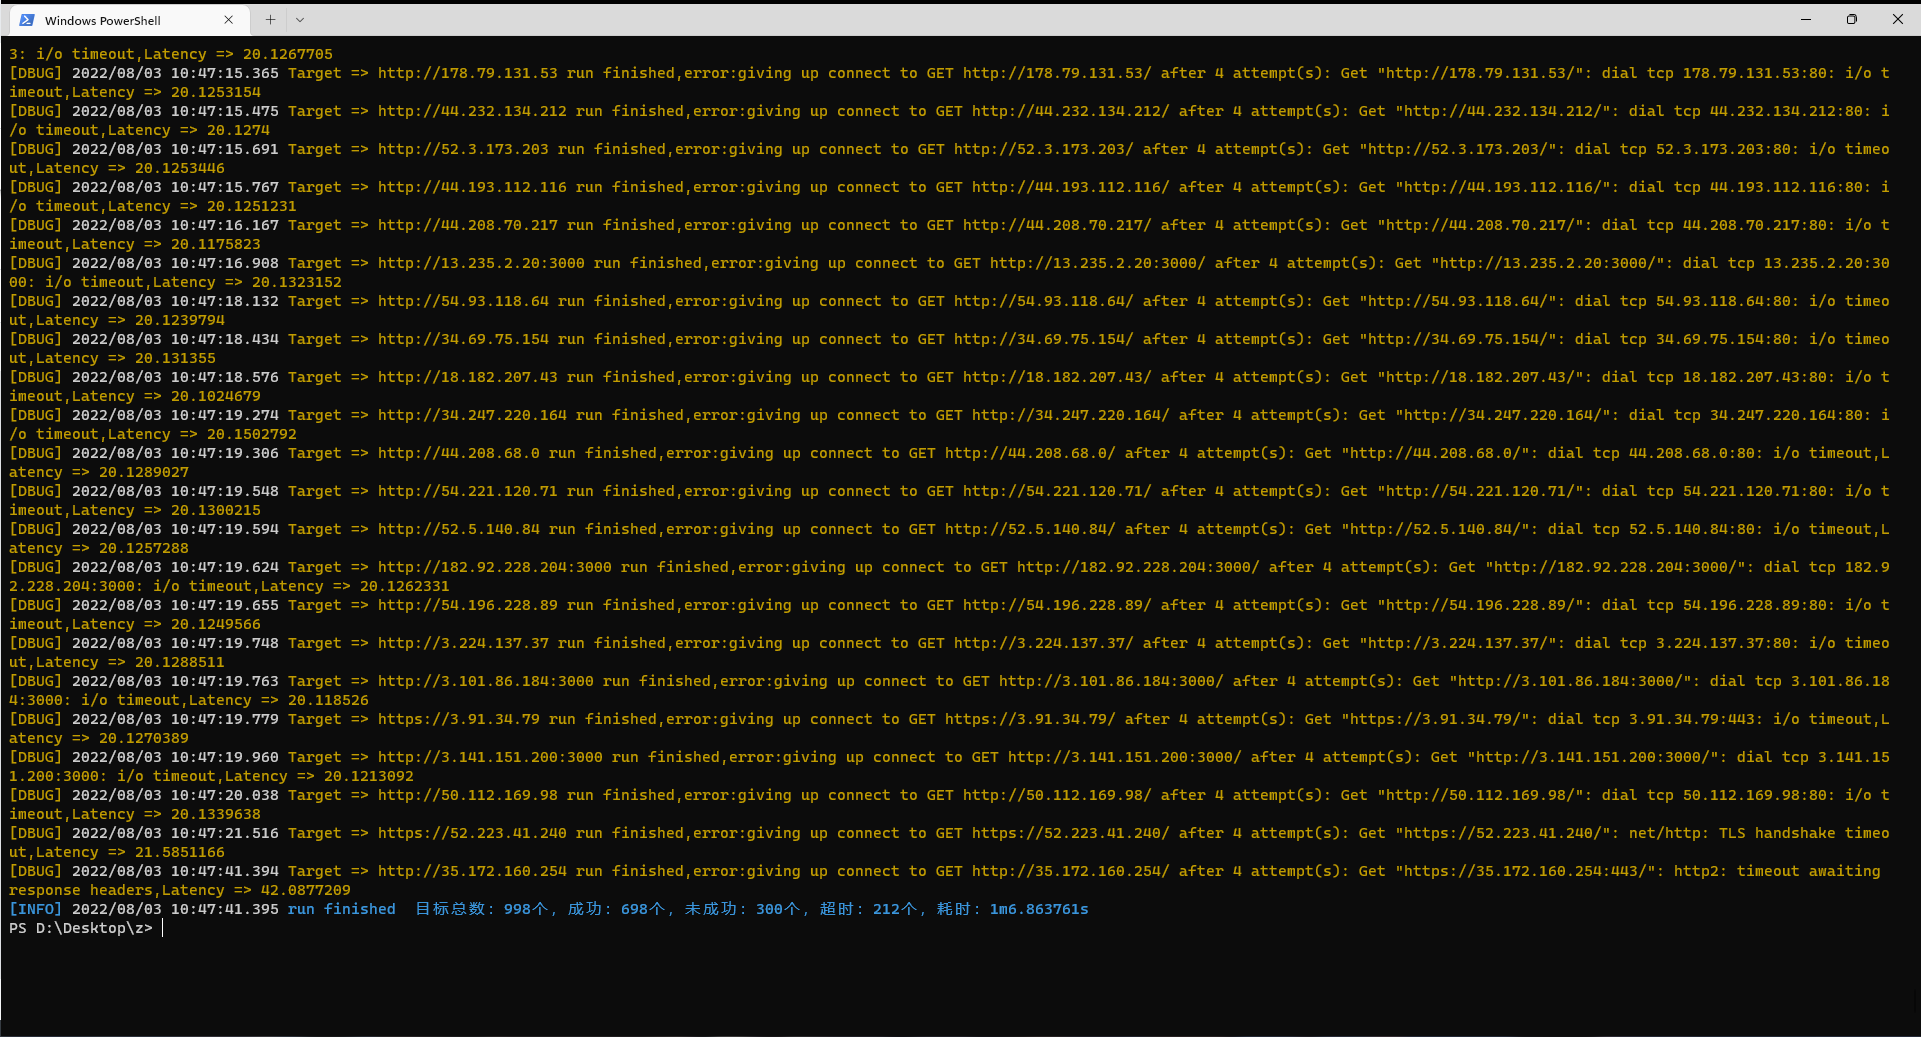 Windows PowerShell
3: i/o timeout,Latency => 20.1267705
[DBUG] 2022/08/03 10:47:15.365 Target => http://178.79.131.53 run finished,error:giving up connect to GET http://178.79.131.53/ after 4 attempt(s): Get "http://178.79.131.53/": dial tcp 178.79.131.53:80: i/o t
imeout,Latency => 20.1253154
[DBUG] 2022/08/03 10:47:15.475 Target => http://44.232.134.212 run finished,error:giving up connect to GET http://44.232.134.212/ after 4 attempt(s): Get "http://44.232.134.212/": dial tcp 44.232.134.212:80: i
/o timeout,Latency => 20.1274
[DBUG] 2022/08/03 10:47:15.691 Target => http://52.3.173.203 run finished,error:giving up connect to GET http://52.3.173.203/ after 4 attempt(s): Get "http://52.3.173.203/": dial tcp 52.3.173.203:80: i/o timeo
ut,Latency => 20.1253446
[DBUG] 2022/08/03 10:47:15.767 Target => http://44.193.112.116 run finished,error:giving up connect to GET http://44.193.112.116/ after 4 attempt(s): Get "http://44.193.112.116/": dial tcp 44.193.112.116:80: i
/o timeout,Latency => 20.1251231
[DBUG] 2022/08/03 10:47:16.167 Target => http://44.208.70.217 run finished,error:giving up connect to GET http://44.208.70.217/ after 4 attempt(s): Get "http://44.208.70.217/": dial tcp 44.208.70.217:80: i/o t
imeout,Latency => 20.1175823
[DBUG] 2022/08/03 10:47:16.908 Target => http://13.235.2.20:3000 run finished,error:giving up connect to GET http://13.235.2.20:3000/ after 4 attempt(s): Get "http://13.235.2.20:3000/": dial tcp 13.235.2.20:30
00: i/o timeout,Latency => 20.1323152
[DBUG] 2022/08/03 10:47:18.132 Target => http://54.93.118.64 run finished,error:giving up connect to GET http://54.93.118.64/ after 4 attempt(s): Get "http://54.93.118.64/": dial tcp 54.93.118.64:80: i/o timeo
ut,Latency => 20.1239794
[DBUG] 2022/08/03 10:47:18.434 Target => http://34.69.75.154 run finished,error:giving up connect to GET http://34.69.75.154/ after 4 attempt(s): Get "http://34.69.75.154/": dial tcp 34.69.75.154:80: i/o timeo
ut,Latency => 20.131355
[DBUG] 2022/08/03 10:47:18.576 Target => http://18.182.207.43 run finished,error:giving up connect to GET http://18.182.207.43/ after 4 attempt(s): Get "http://18.182.207.43/": dial tcp 18.182.207.43:80: i/o t
imeout,Latency => 20.1024679
[DBUG] 2022/08/03 10:47:19.274 Target => http://34.247.220.164 run finished,error:giving up connect to GET http://34.247.220.164/ after 4 attempt(s): Get "http://34.247.220.164/": dial tcp 34.247.220.164:80: i
/o timeout,Latency => 20.1502792
[DBUG] 2022/08/03 10:47:19.306 Target => http://44.208.68.0 run finished,error:giving up connect to GET http://44.208.68.0/ after 4 attempt(s): Get "http://44.208.68.0/": dial tcp 44.208.68.0:80: i/o timeout,L
atency => 20.1289027
[DBUG] 2022/08/03 10:47:19.548 Target => http://54.221.120.71 run finished,error:giving up connect to GET http://54.221.120.71/ after 4 attempt(s): Get "http://54.221.120.71/": dial tcp 54.221.120.71:80: i/o t
imeout,Latency => 20.1300215
[DBUG] 2022/08/03 10:47:19.594 Target => http://52.5.140.84 run finished,error:giving up connect to GET http://52.5.140.84/ after 4 attempt(s): Get "http://52.5.140.84/": dial tcp 52.5.140.84:80: i/o timeout,L
atency => 20.1257288
[DBUG] 2022/08/03 10:47:19.624 Target => http://182.92.228.204:3000 run finished,error:giving up connect to GET http://182.92.228.204:3000/ after 4 attempt(s): Get "http://182.92.228.204:3000/": dial tcp 182.9
2.228.204:3000: i/o timeout,Latency => 20.1262331
[DBUG] 2022/08/03 10:47:19.655 Target => http://54.196.228.89 run finished,error:giving up connect to GET http://54.196.228.89/ after 4 attempt(s): Get "http://54.196.228.89/": dial tcp 54.196.228.89:80: i/o t
imeout,Latency => 20.1249566
[DBUG] 2022/08/03 10:47:19.748 Target => http://3.224.137.37 run finished,error:giving up connect to GET http://3.224.137.37/ after 4 attempt(s): Get "http://3.224.137.37/": dial tcp 3.224.137.37:80: i/o timeo
ut,Latency => 20.1288511
[DBUG] 2022/08/03 10:47:19.763 Target => http://3.101.86.184:3000 run finished,error:giving up connect to GET http://3.101.86.184:3000/ after 4 attempt(s): Get "http://3.101.86.184:3000/": dial tcp 3.101.86.18
4:3000: i/o timeout,Latency => 20.118526
[DBUG] 2022/08/03 10:47:19.779 Target => https://3.91.34.79 run finished,error:giving up connect to GET https://3.91.34.79/ after 4 attempt(s): Get "https://3.91.34.79/": dial tcp 3.91.34.79:443: i/o timeout,L
atency => 20.1270389
[DBUG] 2022/08/03 10:47:19.960 Target => http://3.141.151.200:3000 run finished,error:giving up connect to GET http://3.141.151.200:3000/ after 4 attempt(s): Get "http://3.141.151.200:3000/": dial tcp 3.141.15
1.200:3000: i/o timeout,Latency => 20.1213092
[DBUG] 2022/08/03 10:47:20.038 Target => http://50.112.169.98 run finished,error:giving up connect to GET http://50.112.169.98/ after 4 attempt(s): Get "http://50.112.169.98/": dial tcp 50.112.169.98:80: i/o t
imeout,Latency => 20.1339638
[DBUG] 2022/08/03 10:47:21.516 Target => https://52.223.41.240 run finished,error:giving up connect to GET https://52.223.41.240/ after 4 attempt(s): Get "https://52.223.41.240/": net/http: TLS handshake timeo
ut,Latency => 21.5851166
[DBUG] 2022/08/03 10:47:41.394 Target => http://35.172.160.254 run finished,error:giving up connect to GET http://35.172.160.254/ after 4 attempt(s): Get "https://35.172.160.254:443/": http2: timeout awaiting
response headers,Latency => 42.0877209
[INFO] 2022/08/03 10:47:41.395 run finished  目标总数: 998个, 成功: 698个, 未成功: 300个, 超时: 212个, 耗时: 1m6.863761s
PS D:\Desktop\z>